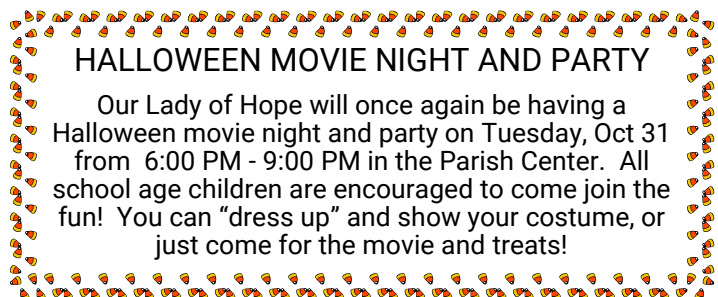 HALLOWEEN MOVIE NIGHT AND PARTY
Our Lady of Hope will once again be having a
Halloween movie night and party on Tuesday, Oct 31
from  6:00 PM - 9:00 PM in the Parish Center.  All
school age children are encouraged to come join the
fun!  You can “dress up” and show your costume, or
just come for the movie and treats!